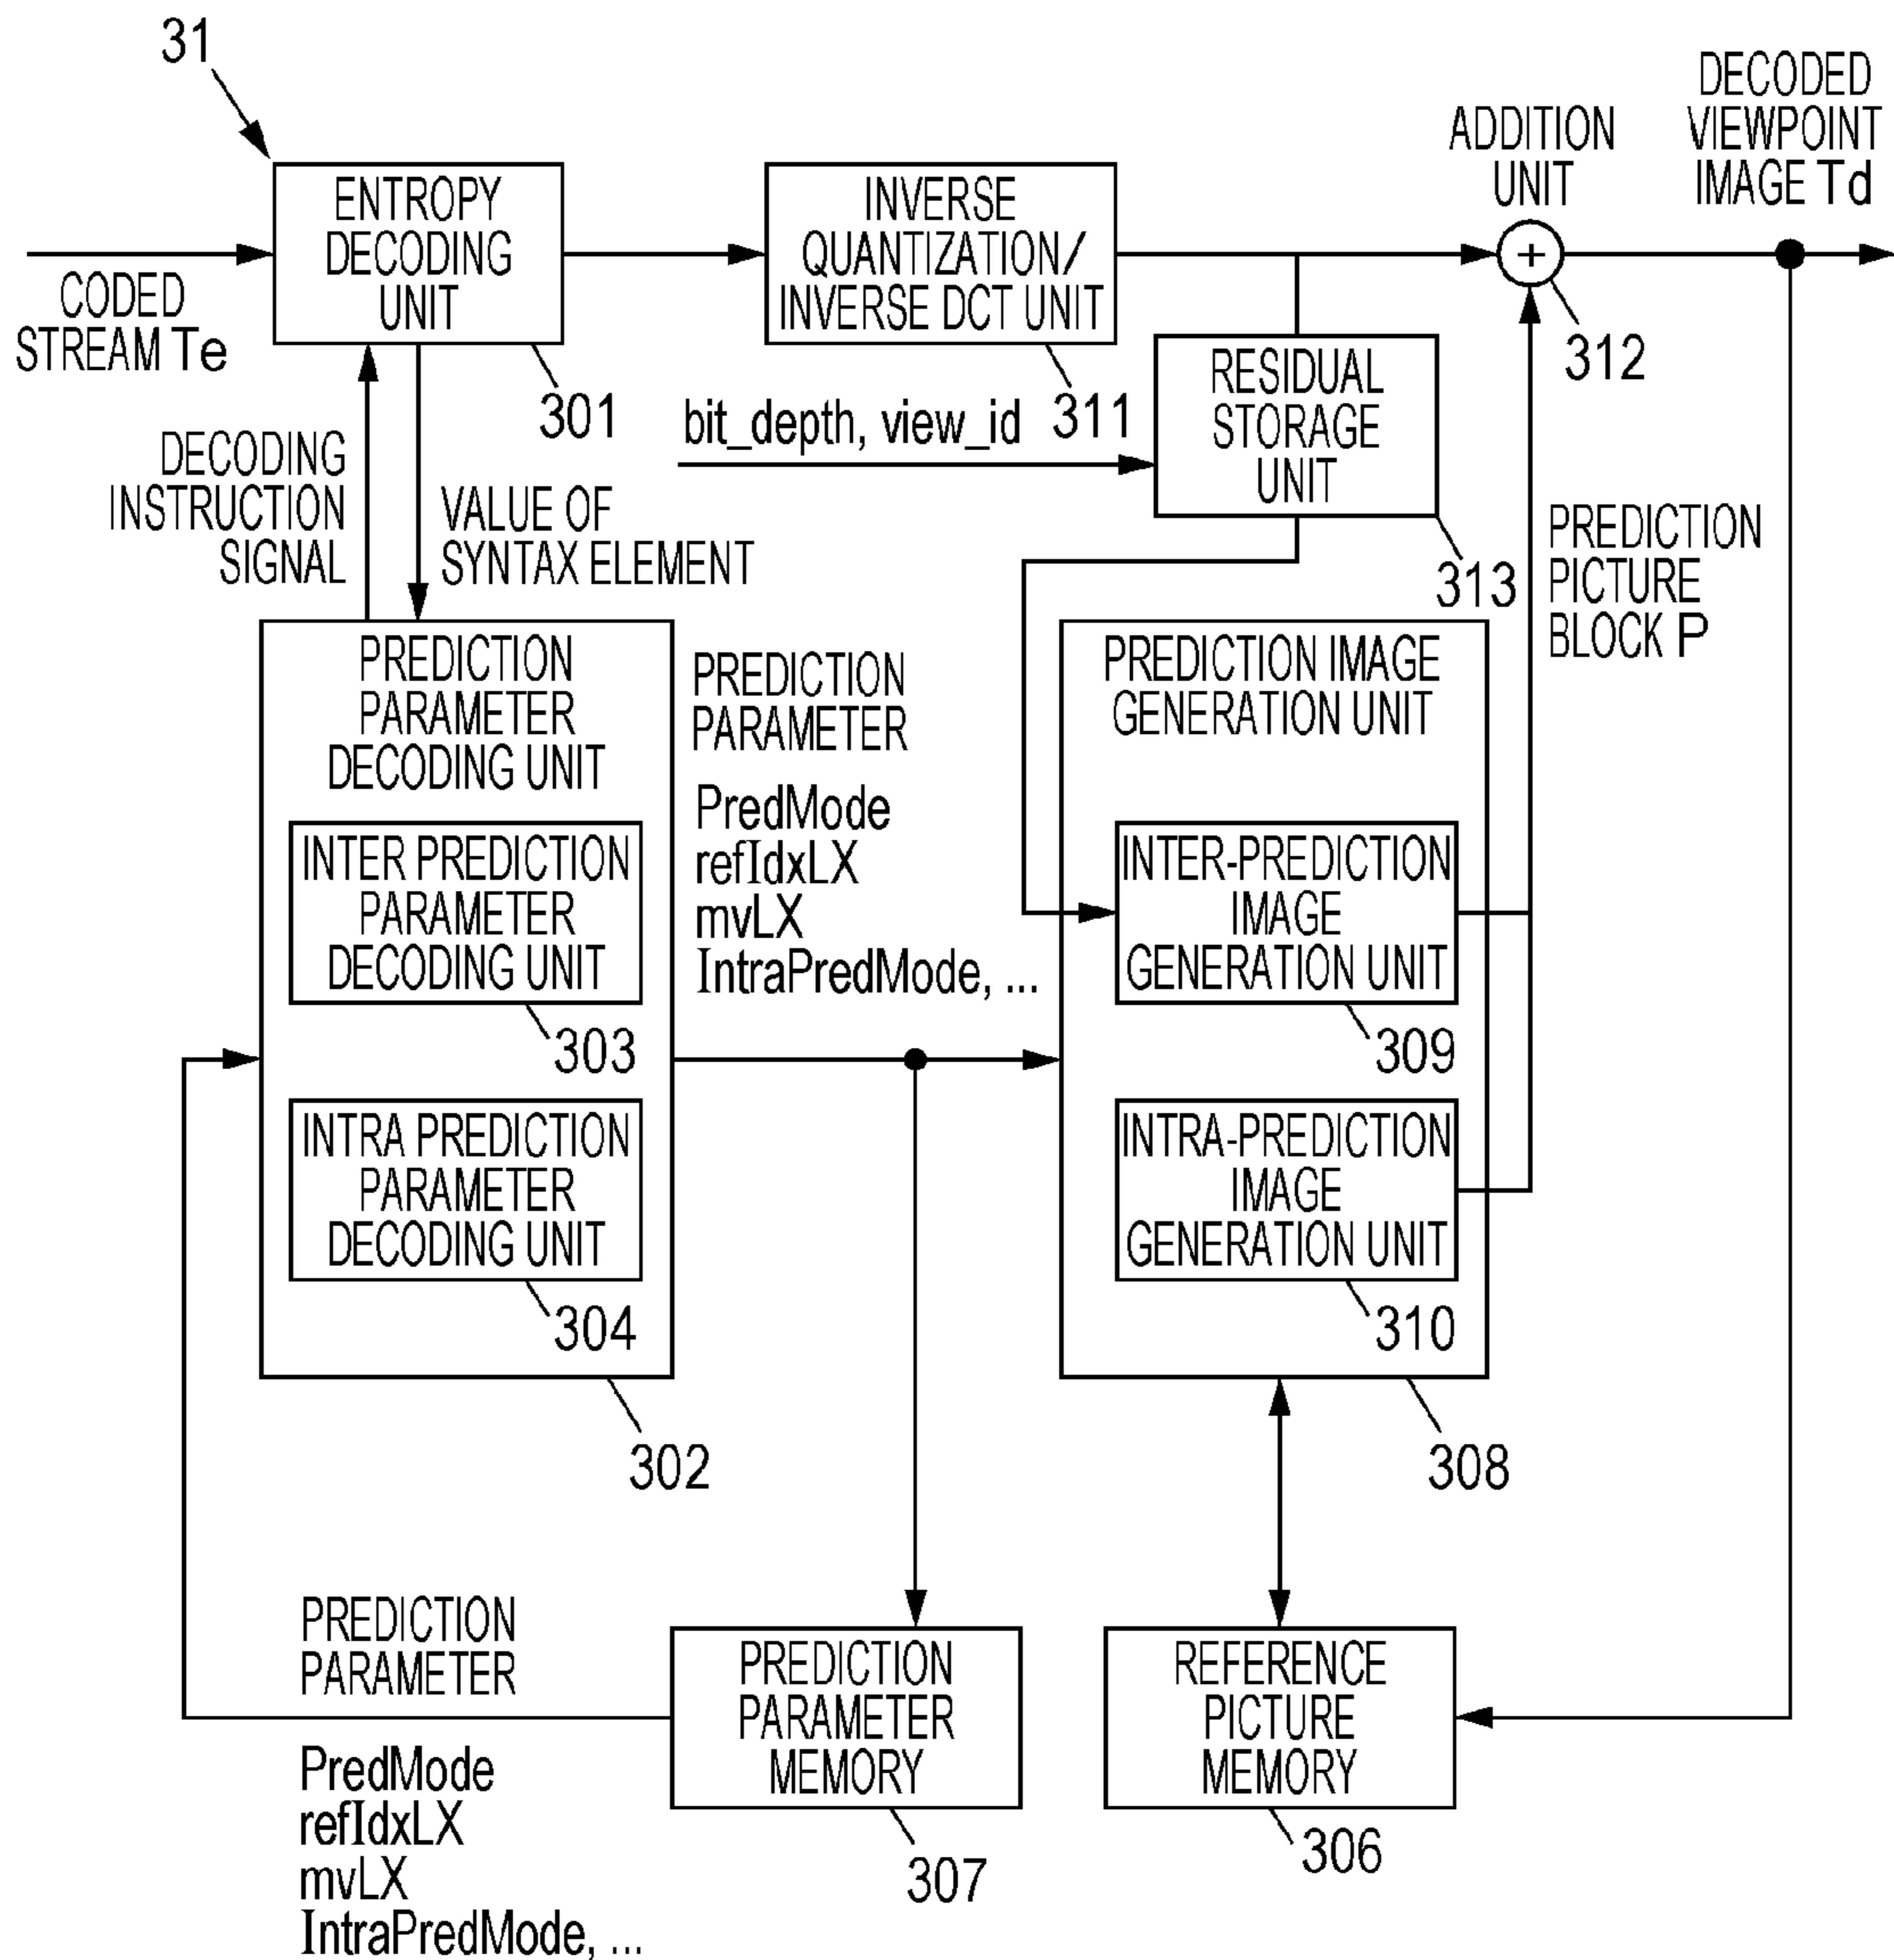 31
ENTROPY
DECODING
UNIT
301
CODED
STREAM Te
INVERSE
QUANTIZATION/
INVERSE DCT UNIT
311
ADDITION
UNIT
+
312
DECODED
VIEWPOINT
IMAGE Td
bit_depth, view_id
RESIDUAL
STORAGE
UNIT
313
DECODING
INSTRUCTION
SIGNAL
VALUE OF
SYNTAX ELEMENT
PREDICTION
PICTURE
BLOCK P
PREDICTION
PARAMETER
DECODING UNIT
INTER PREDICTION
PARAMETER
DECODING UNIT
303
INTRA PREDICTION
PARAMETER
DECODING UNIT
304
302
PREDICTION
PARAMETER
PredMode
refIdxLX
mvLX
IntraPredMode, ...
PREDICTION IMAGE
GENERATION UNIT
INTER-PREDICTION
IMAGE
GENERATION UNIT
309
INTRA-PREDICTION
IMAGE
GENERATION UNIT
310
308
PREDICTION
PARAMETER
PredMode
refIdxLX
mvLX
IntraPredMode, ...
PREDICTION
PARAMETER
MEMORY
307
REFERENCE
PICTURE
MEMORY
306